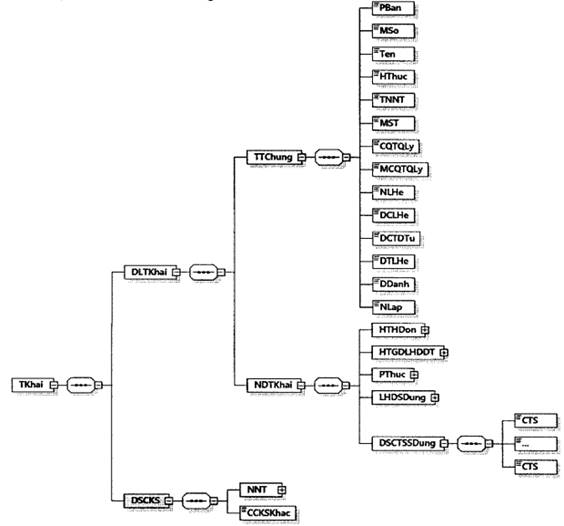 PBan
MSo
Ten
HThuc
TNNT
MST
TTChung
CQTQLy
MCQTQLy
NLHe
DCLHe
DCTDTu
DTLHe
DLTKhai
DDanh
NLap
HTHDon
HTGDLHDDT
PThuc
TKhai
NDTKhai
LHDSDung
CTS
DSCTSSDung
...
CTS
NNT
DSCKS
CCKSKhac